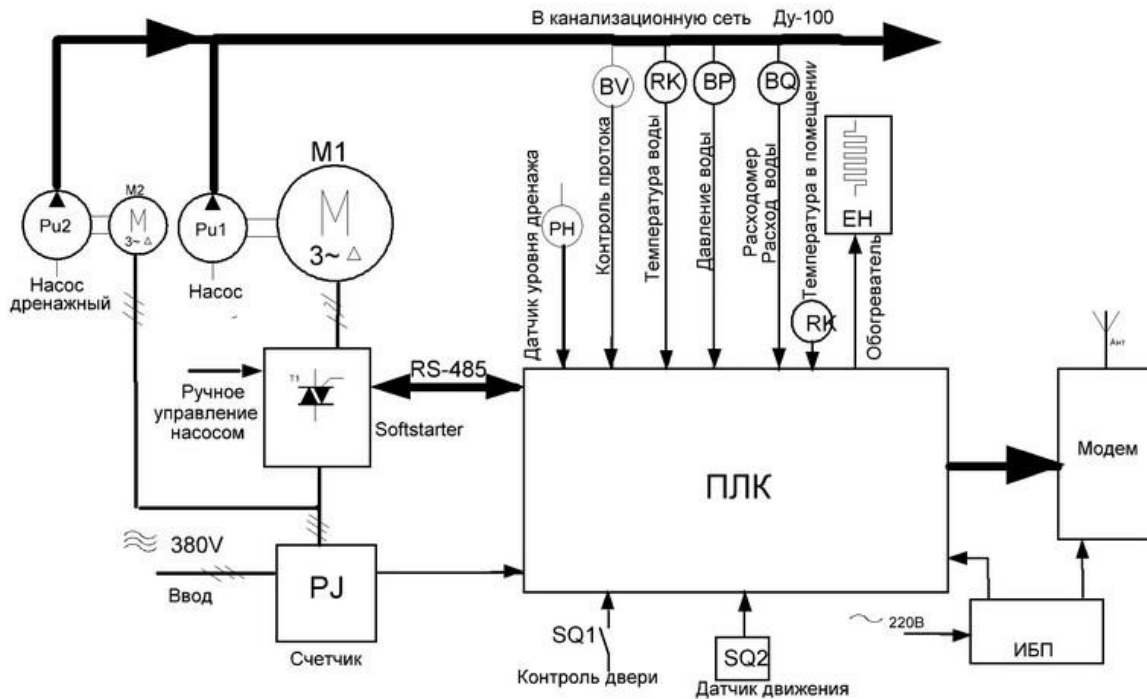 В канализационную сеть Ду-100
BV
RK
BP
BQ
Контроль протока
Температура воды
Давление воды
Расходомер
Расход воды
Температура в помещении
RK
EH
Обогреватель
Датчик уровня дренажа
PH
M1
M
3~ △
M2
M
3~ △
Pu2
Pu1
Насос
дренажный
Насос
Ручное
управление
насосом
T1
Softstarter
RS-485
ПЛК
Модем
Ант
380V
Ввод
PJ
Счетчик
SQ1
Контроль двери
SQ2
Датчик движения
~ 220В
ИБП